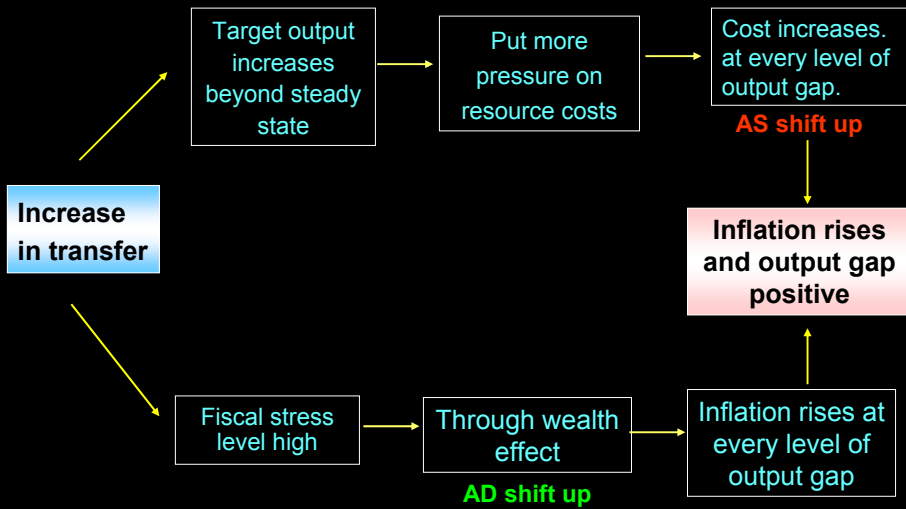 Target output
increases
beyond steady
state
Put more
pressure on
resource costs
Cost increases.
at every level of
output gap.
AS shift up
Increase
in transfer
Inflation rises
and output gap
positive
Fiscal stress
level high
Through wealth
effect
AD shift up
Inflation rises at
every level of
output gap